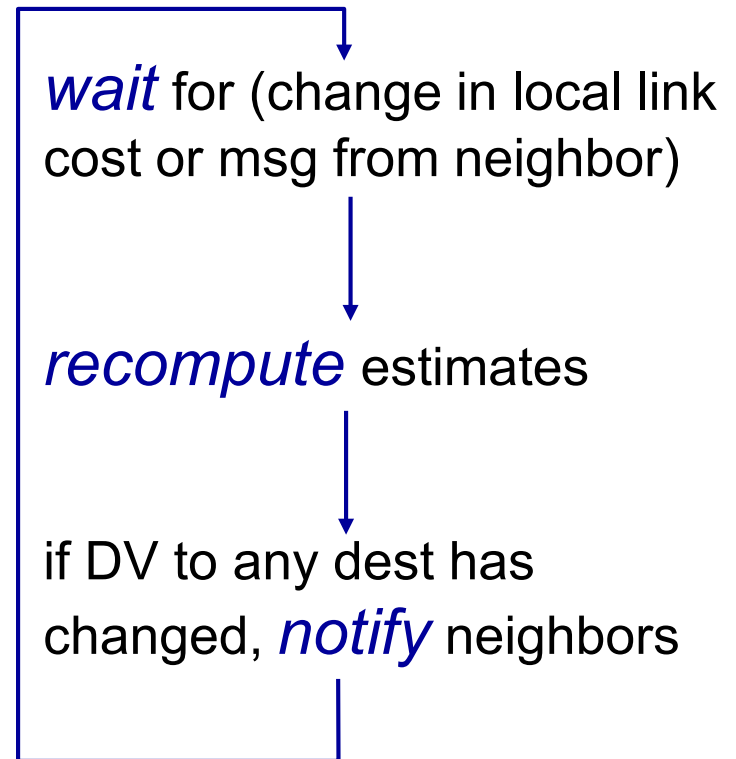 wait for (change in local link
cost or msg from neighbor)
recompute estimates
if DV to any dest has
changed, notify neighbors